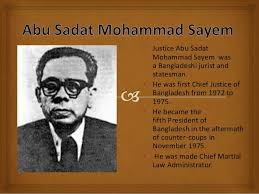 Abu Sadat Mohammad Sayem
Justice Abu Sadat
Mohammad Sayem was
a Bangladeshi jurist and
statesman.
He was first Chief Justice of
Bangladesh from 1972 to
1975.
He became the
fifth President of
Bangladesh in the aftermath
of counter-coups in
November 1975.
He was made Chief Martial
Law Administrator